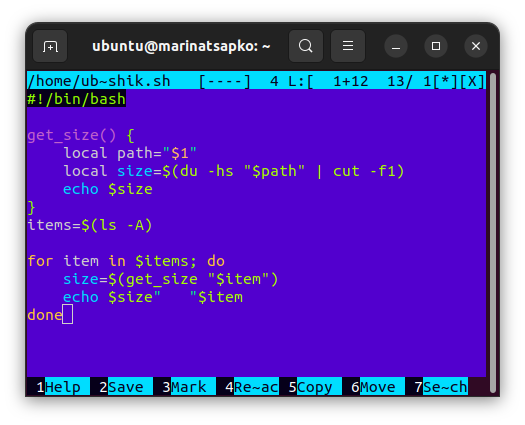 ubuntu@marinatsapko: ~
/home/ub~shik.sh   [----]  4 L:[  1+12  13/ 1[*][X]
#!/bin/bash

get_size() {
    local path="$1"
    local size=$(du -hs "$path" | cut -f1)
    echo $size
}
items=$(ls -A)

for item in $items; do
    size=$(get_size "$item")
    echo $size"   "$item
done
1Help 2Save 3Mark 4Re~ac 5Copy 6Move 7Se~ch